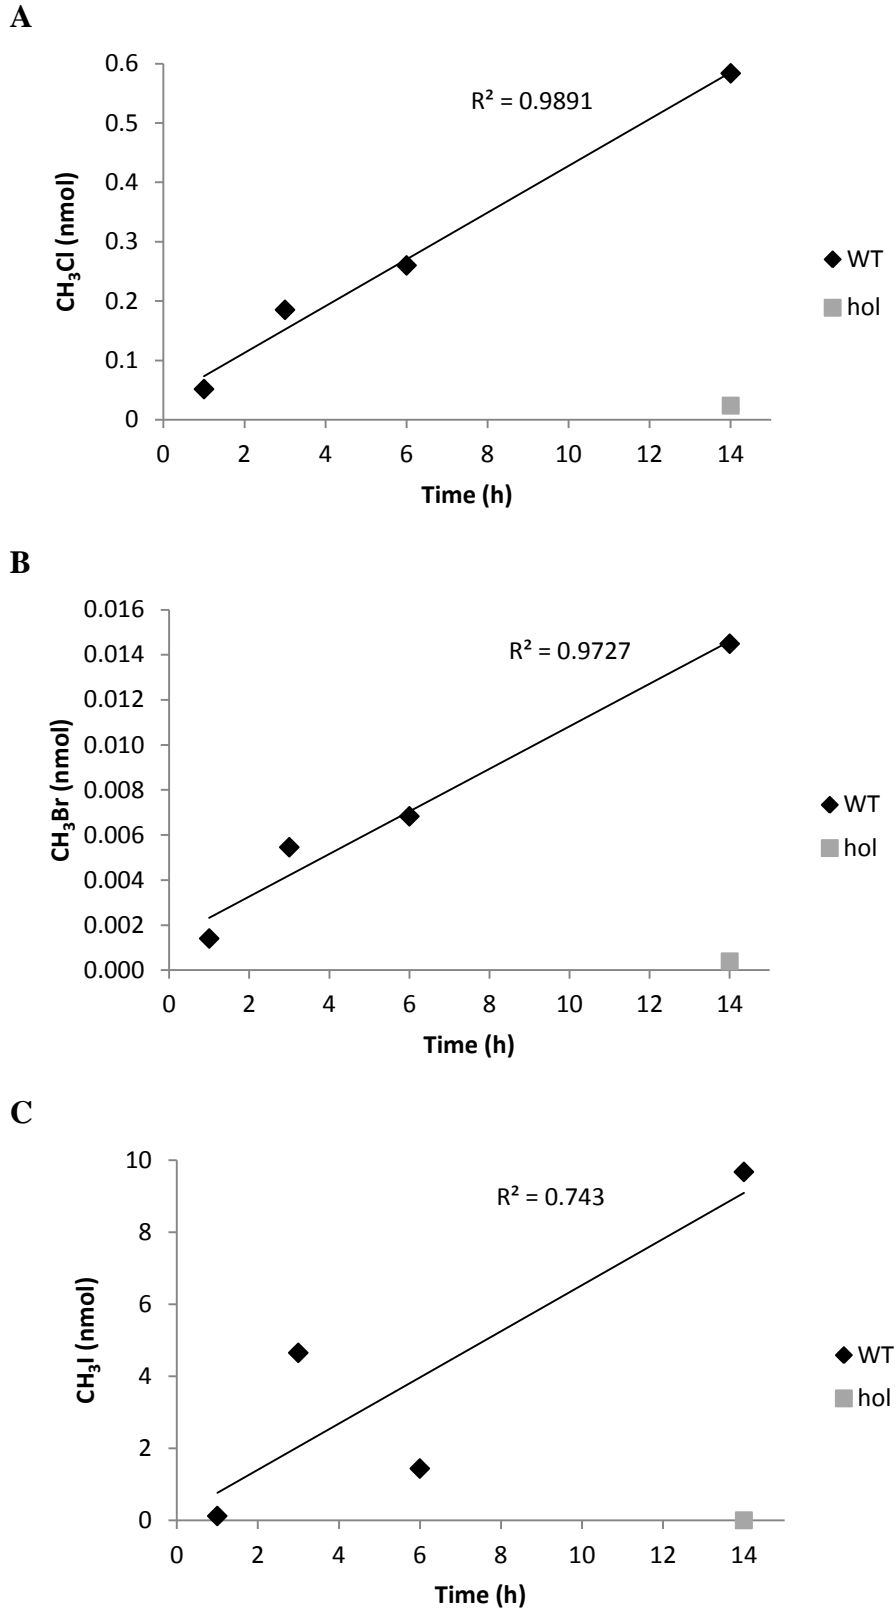 A
0.6
R² = 0.9891
0.5
0.4
CH₃Cl (nmol)
0.3
WT
0.2
hol
0.1
0
0 2 4 6 8 10 12 14
Time (h)
B
0.016
R² = 0.9727
0.014
0.012
0.010
CH₃Br (nmol)
0.008
WT
0.006
hol
0.004
0.002
0.000
0 2 4 6 8 10 12 14
Time (h)
C
10
R² = 0.743
8
6
CH₃I (nmol)
WT
4
hol
2
0
0 2 4 6 8 10 12 14
Time (h)